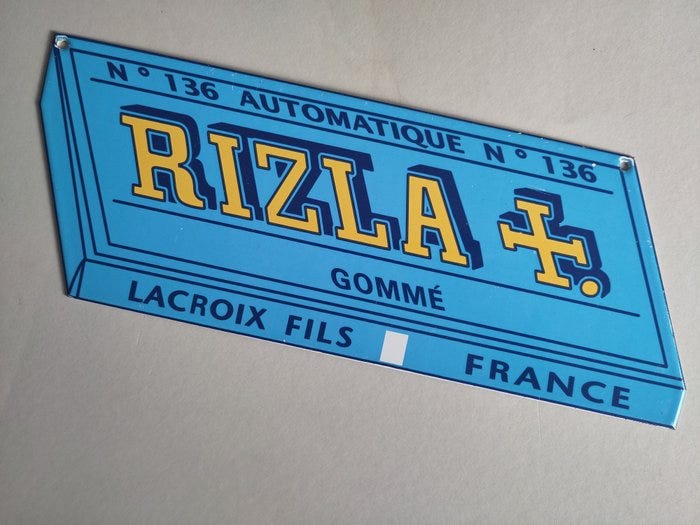 N° 136 AUTOMATIQUE N° 136
RIZLA +.
GOMMÉ
LACROIX FILS FRANCE